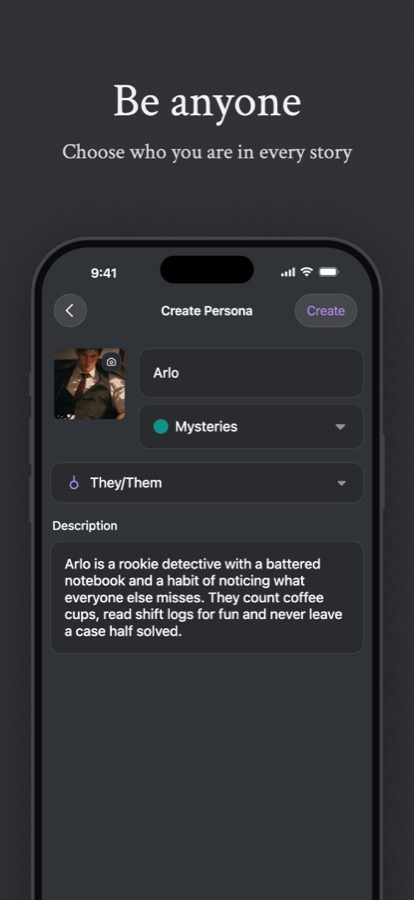 Be anyone
Choose who you are in every story
9:41
Create Persona
Create
Arlo
Mysteries
They/Them
Description
Arlo is a rookie detective with a battered
notebook and a habit of noticing what
everyone else misses. They count coffee
cups, read shift logs for fun and never leave
a case half solved.